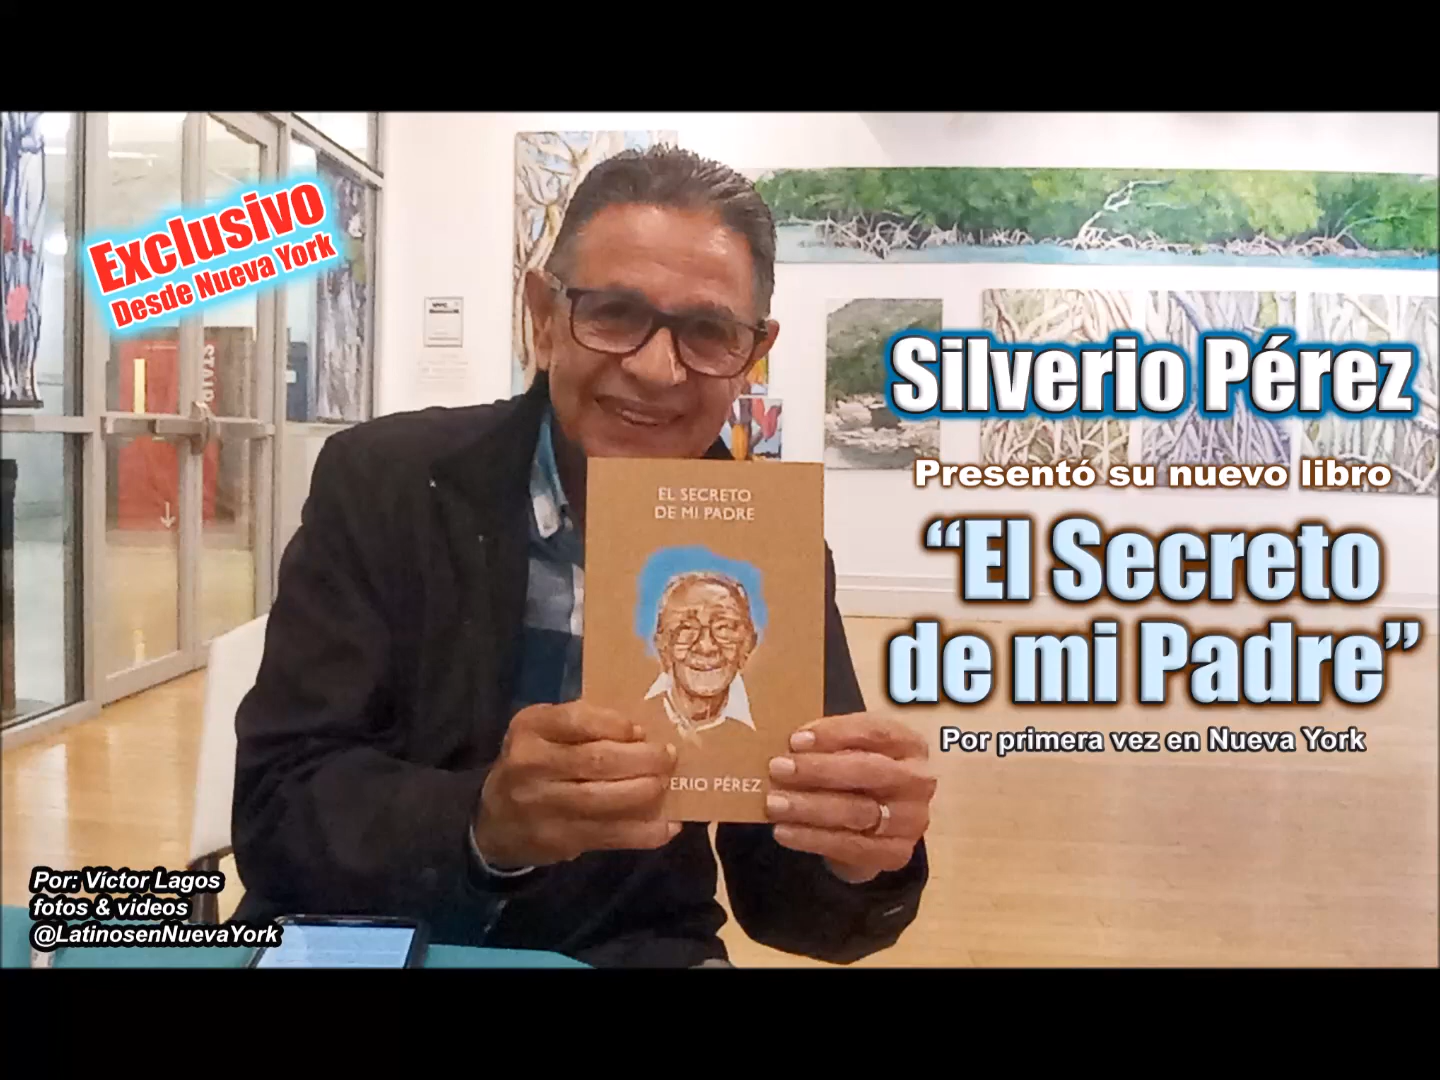 Exclusivo
Desde Nueva York
Silverio Pérez
Presentó su nuevo libro
“El Secreto
de mi Padre”
Por primera vez en Nueva York
EL SECRETO
DE MI PADRE
ERIO PÉREZ
Por: Víctor Lagos
fotos & videos
@LatinosenNuevaYork